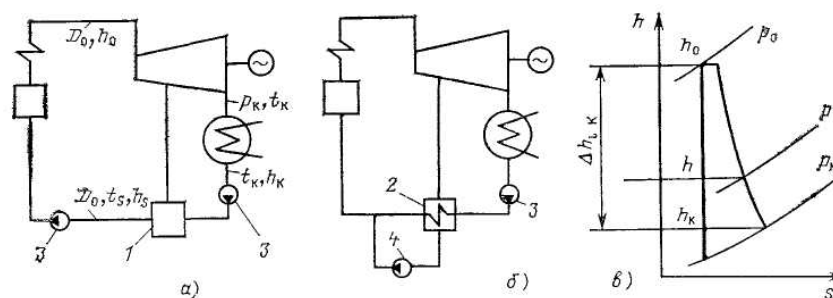 D₀, h₀
~
pк, tк
tк, hк
D₀, tS, hS
3
1
3
а)
~
2
3
4
б)
h
h₀
p₀
Δhi к
p
h
pк
hк
s
в)